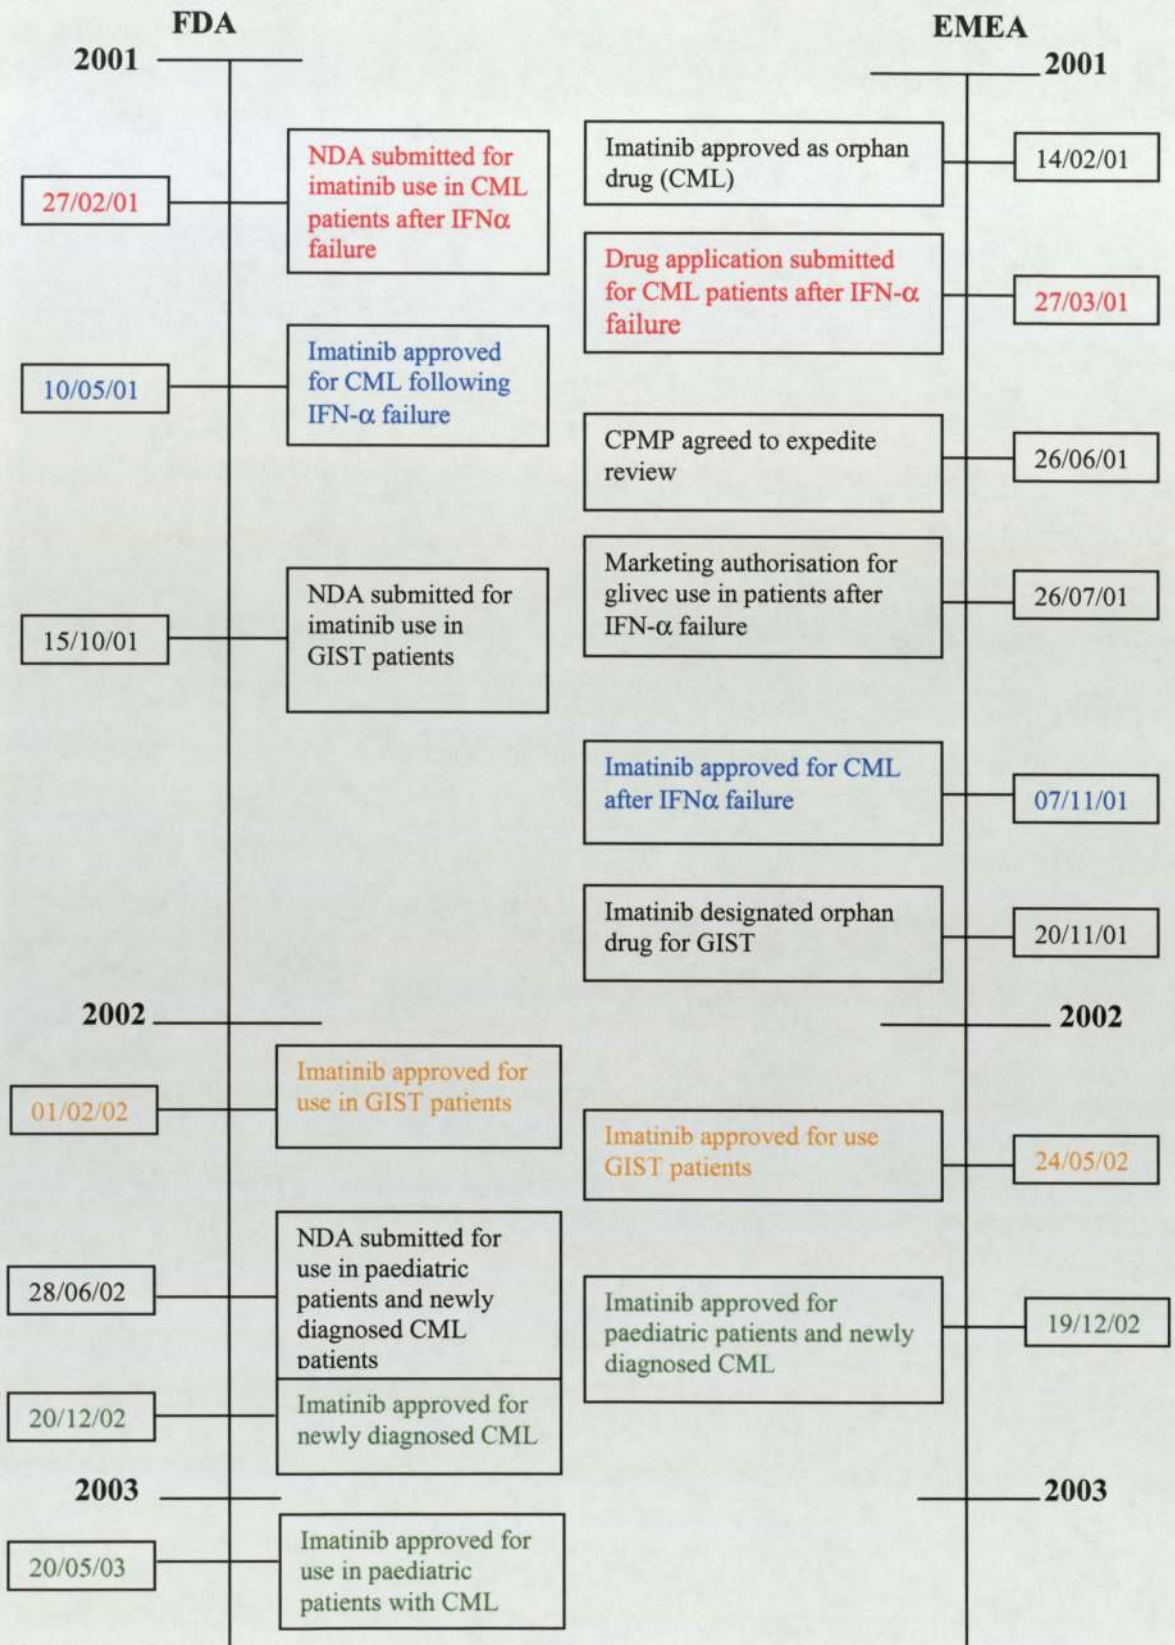 FDA
2001
27/02/01
NDA submitted for
imatinib use in CML
patients after IFNα
failure
10/05/01
Imatinib approved
for CML following
IFN-α failure
15/10/01
NDA submitted for
imatinib use in
GIST patients
2002
01/02/02
Imatinib approved for
use in GIST patients
28/06/02
NDA submitted for
use in paediatric
patients and newly
diagnosed CML
patients
20/12/02
Imatinib approved for
newly diagnosed CML
2003
20/05/03
Imatinib approved for
use in paediatric
patients with CML
EMEA
2001
Imatinib approved as orphan
drug (CML)
14/02/01
Drug application submitted
for CML patients after IFN-α
failure
27/03/01
CPMP agreed to expedite
review
26/06/01
Marketing authorisation for
glivec use in patients after
IFN-α failure
26/07/01
Imatinib approved for CML
after IFNα failure
07/11/01
Imatinib designated orphan
drug for GIST
20/11/01
2002
Imatinib approved for use
GIST patients
24/05/02
Imatinib approved for
paediatric patients and newly
diagnosed CML
19/12/02
2003